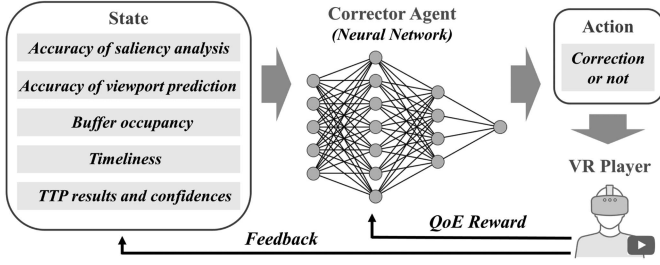 State
Accuracy of saliency analysis
Accuracy of viewport prediction
Buffer occupancy
Timeliness
TTP results and confidences
Corrector Agent
(Neural Network)
Action
Correction
or not
VR Player
QoE Reward
Feedback